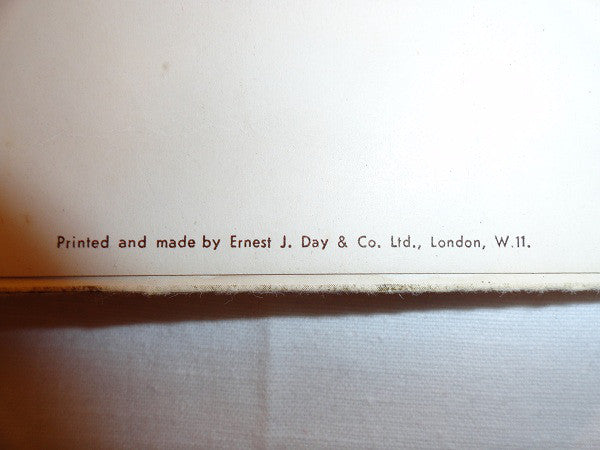 Printed and made by Ernest J. Day & Co. Ltd., London, W.11.